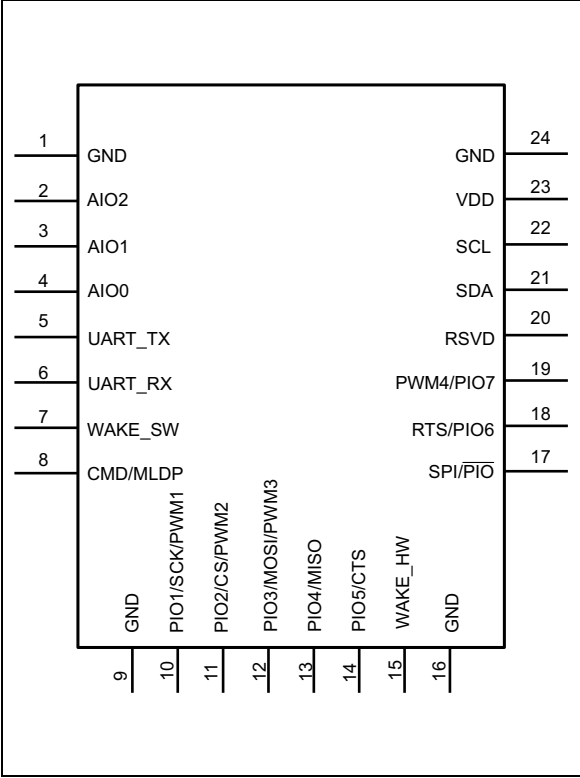 1 GND
2 AIO2
3 AIO1
4 AIO0
5 UART_TX
6 UART_RX
7 WAKE_SW
8 CMD/MLDP
24 GND
23 VDD
22 SCL
21 SDA
20 RSVD
19 PWM4/PIO7
18 RTS/PIO6
17 SPI/P̅I̅O̅
9 GND
10 PIO1/SCK/PWM1
11 PIO2/CS/PWM2
12 PIO3/MOSI/PWM3
13 PIO4/MISO
14 PIO5/CTS
15 WAKE_HW
16 GND